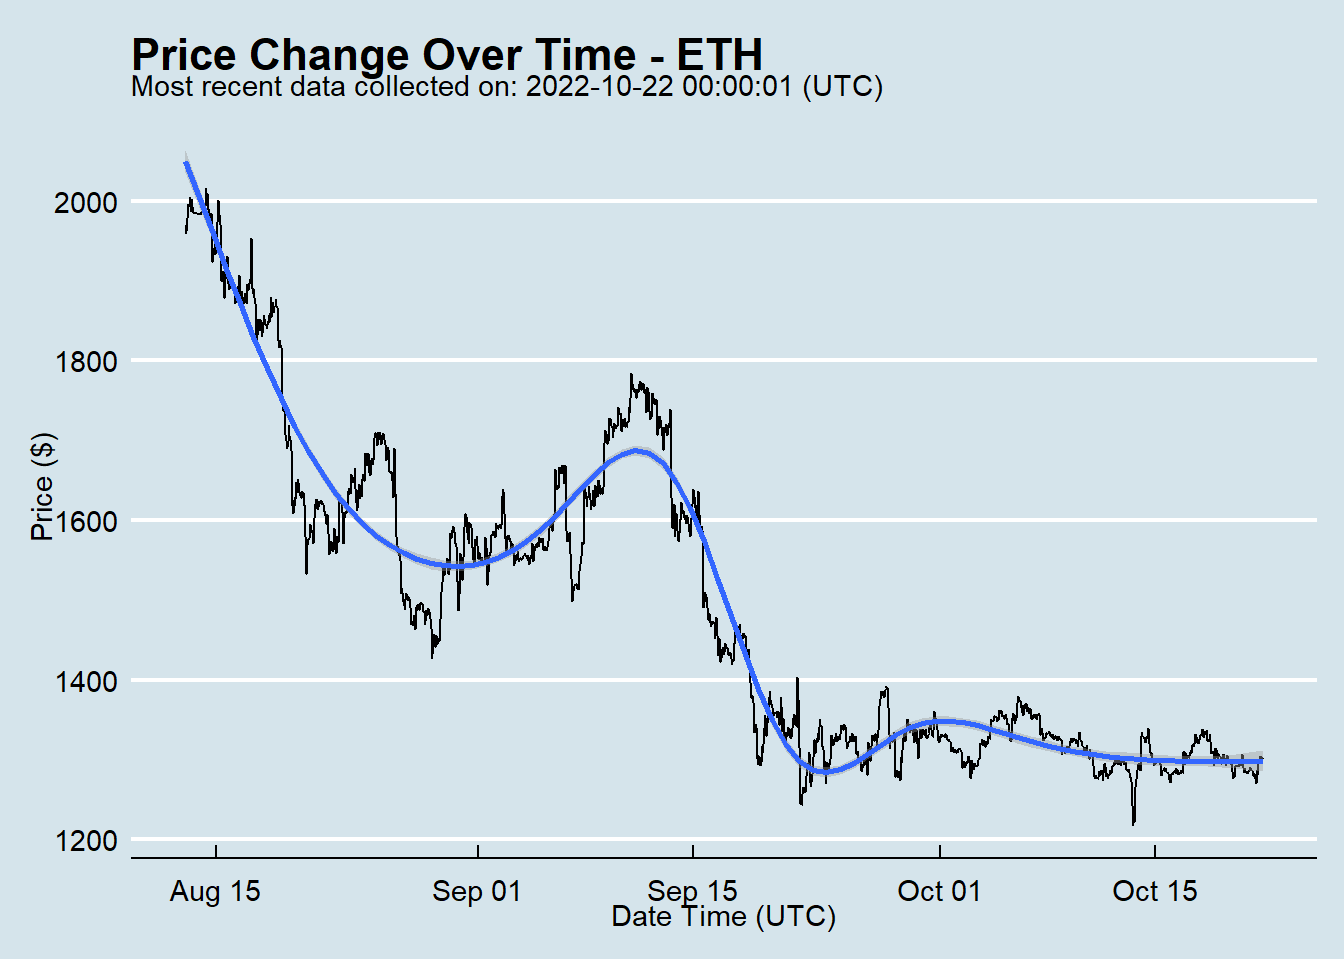 Price Change Over Time - ETH
Most recent data collected on: 2022-10-22 00:00:01 (UTC)
2000
1800
1600
1400
1200
Price ($)
Aug 15
Sep 01
Sep 15
Oct 01
Oct 15
Date Time (UTC)